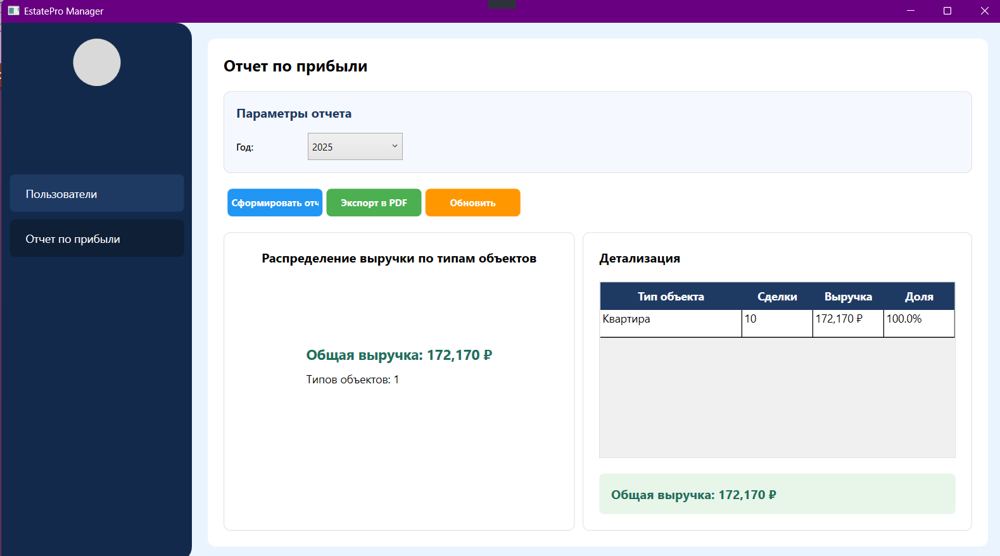 EstatePro Manager
Пользователи
Отчет по прибыли
Отчет по прибыли
Параметры отчета
Год:
2025
Сформировать отч
Экспорт в PDF
Обновить
Распределение выручки по типам объектов
Общая выручка: 172,170 ₽
Типов объектов: 1
Детализация
Тип объекта Сделки Выручка Доля
Квартира 10 172,170 ₽ 100.0%
Общая выручка: 172,170 ₽